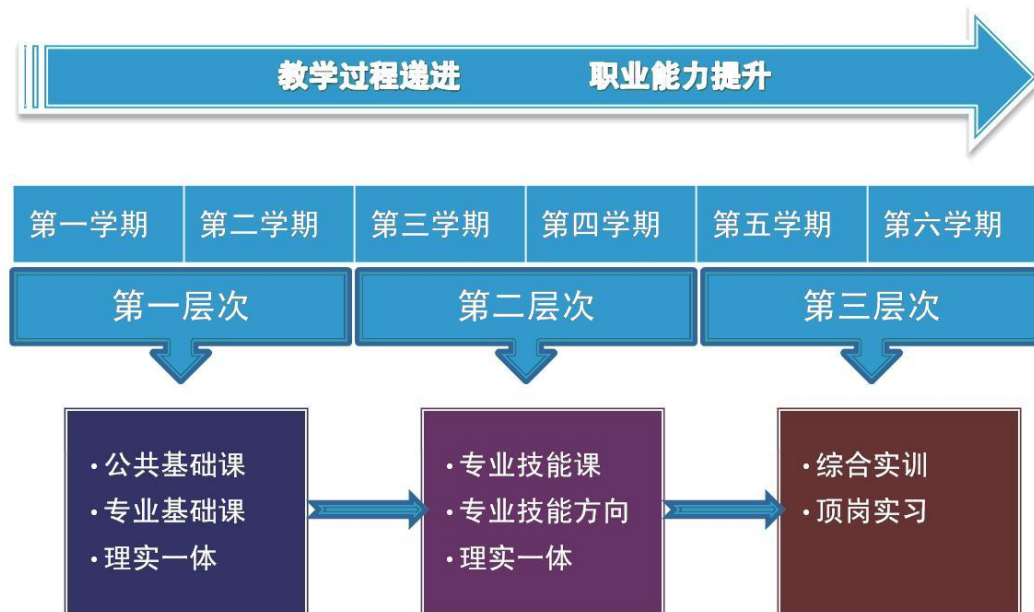 教学过程递进 职业能力提升
第一学期 第二学期 第三学期 第四学期 第五学期 第六学期
第一层次 第二层次 第三层次
·公共基础课
·专业基础课
·理实一体
·专业技能课
·专业技能方向
·理实一体
·综合实训
·顶岗实习